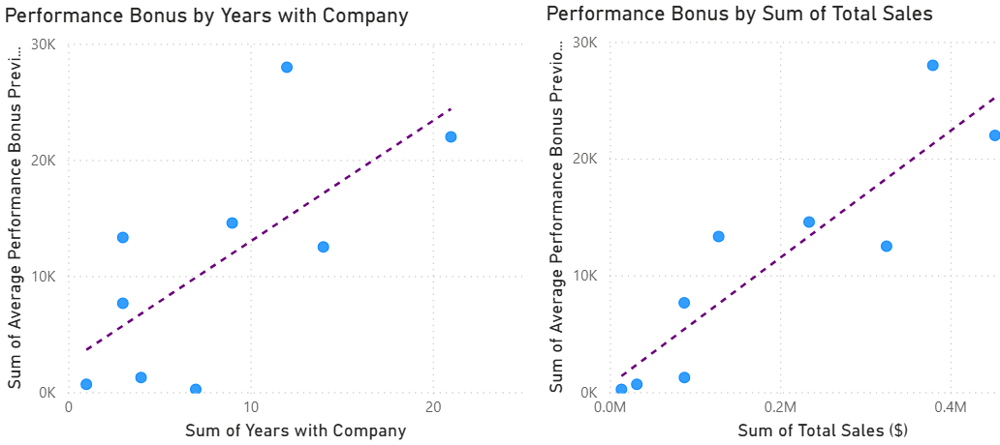 Performance Bonus by Years with Company
Sum of Average Performance Bonus Previ...
30K
20K
10K
0K
0
10
20
Sum of Years with Company
Performance Bonus by Sum of Total Sales
Sum of Average Performance Bonus Previo...
30K
20K
10K
0K
0.0M
0.2M
0.4M
Sum of Total Sales ($)